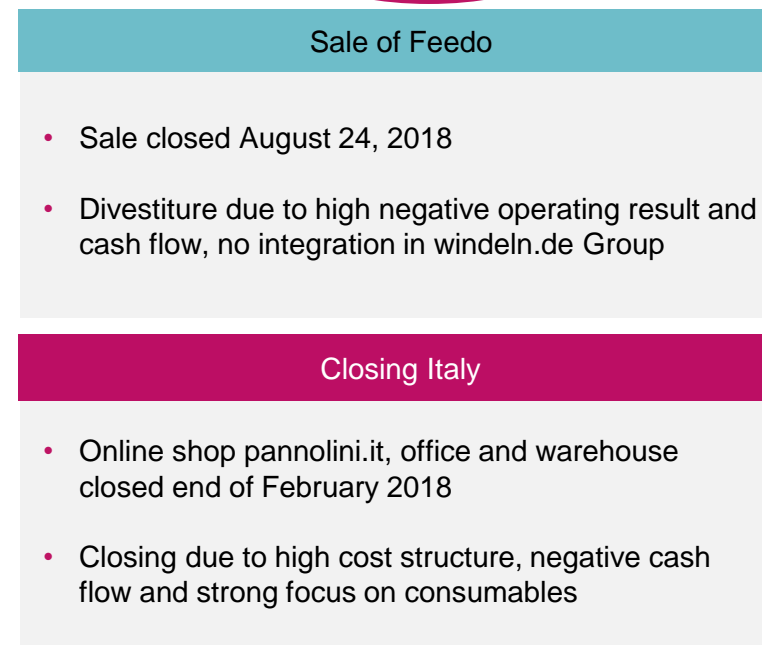 Sale of Feedo
• Sale closed August 24, 2018
• Divestiture due to high negative operating result and
cash flow, no integration in windeln.de Group
Closing Italy
• Online shop pannolini.it, office and warehouse
closed end of February 2018
• Closing due to high cost structure, negative cash
flow and strong focus on consumables